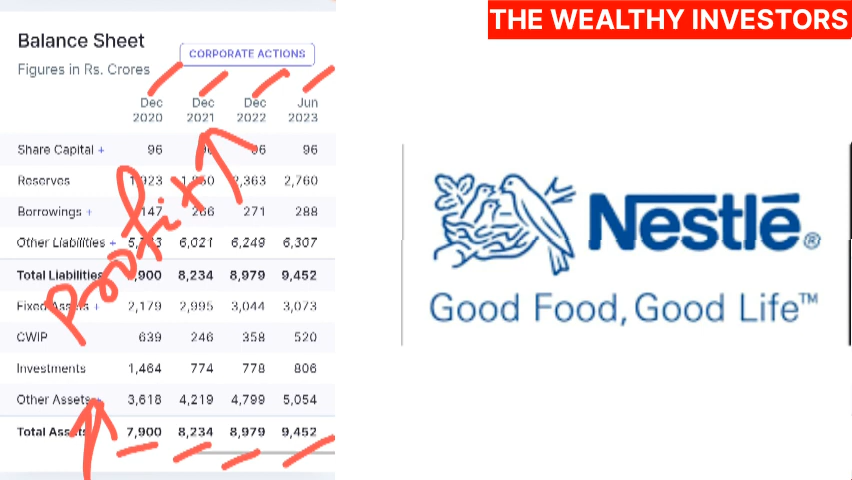 THE WEALTHY INVESTORS
Balance Sheet
CORPORATE ACTIONS
Figures in Rs. Crores
Dec 2020 Dec 2021 Dec 2022 Jun 2023
Share Capital + 96 96 96
Reserves 2,760
Borrowings + 147 266 271 288
Other Liabilities + 6,021 6,249 6,307
Total Liabilities 8,234 8,979 9,452
Fixed Assets + 2,179 2,995 3,044 3,073
CWIP 639 246 358 520
Investments 1,464 774 778 806
Other Assets + 3,618 4,219 4,799 5,054
Total Assets 7,900 8,234 8,979 9,452
Profit
Nestlé®
Good Food, Good Life™